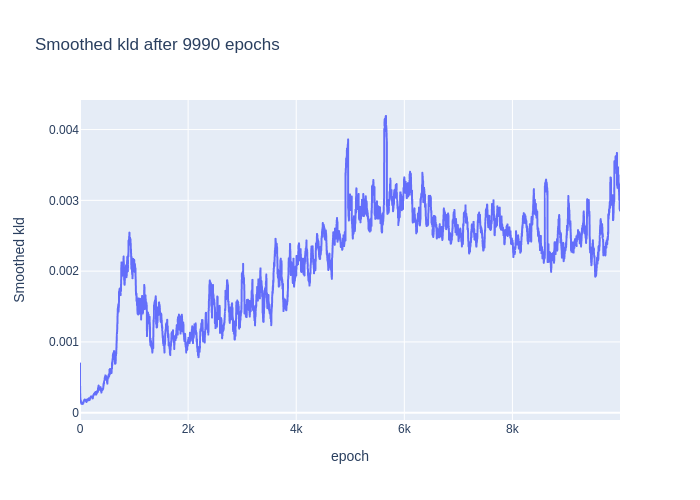 Smoothed kld after 9990 epochs
0.004
0.003
0.002
0.001
0
Smoothed kld
0
2k
4k
6k
8k
epoch